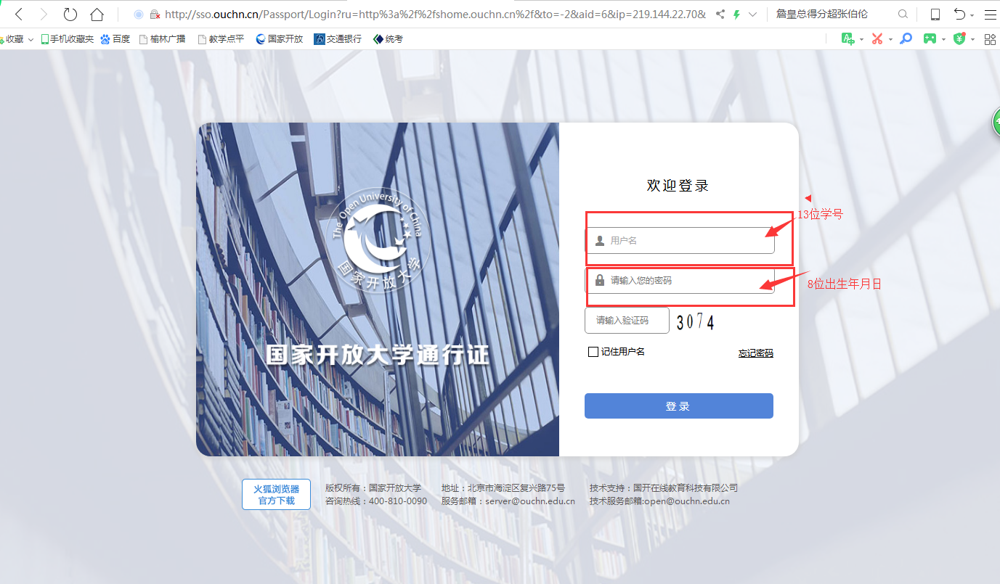 http://sso.ouchn.cn/Passport/Login?ru=http%3a%2f%2fshome.ouchn.cn%2f&to=-2&aid=6&ip=219.144.22.70&
詹皇总得分超张伯伦
收藏 手机收藏夹 百度 榆林广播 教学点平 国家开放 交通银行 统考
The Open University of China
国家开放大学
国家开放大学通行证
欢迎登录
13位学号
用户名
请输入您的密码
8位出生年月日
请输入验证码 3074
记住用户名 忘记密码
登录
火狐浏览器
官方下载
版权所有：国家开放大学 地址：北京市海淀区复兴路75号 技术支持：国开在线教育科技有限公司
咨询热线：400-810-0090 服务邮箱：server@ouchn.edu.cn 技术服务邮箱:open@ouchn.edu.cn